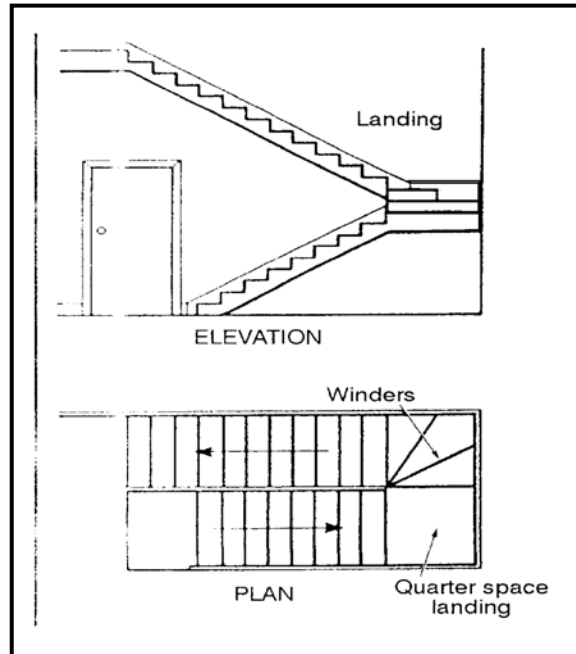 Landing
ELEVATION
Winders
Quarter space
landing
PLAN